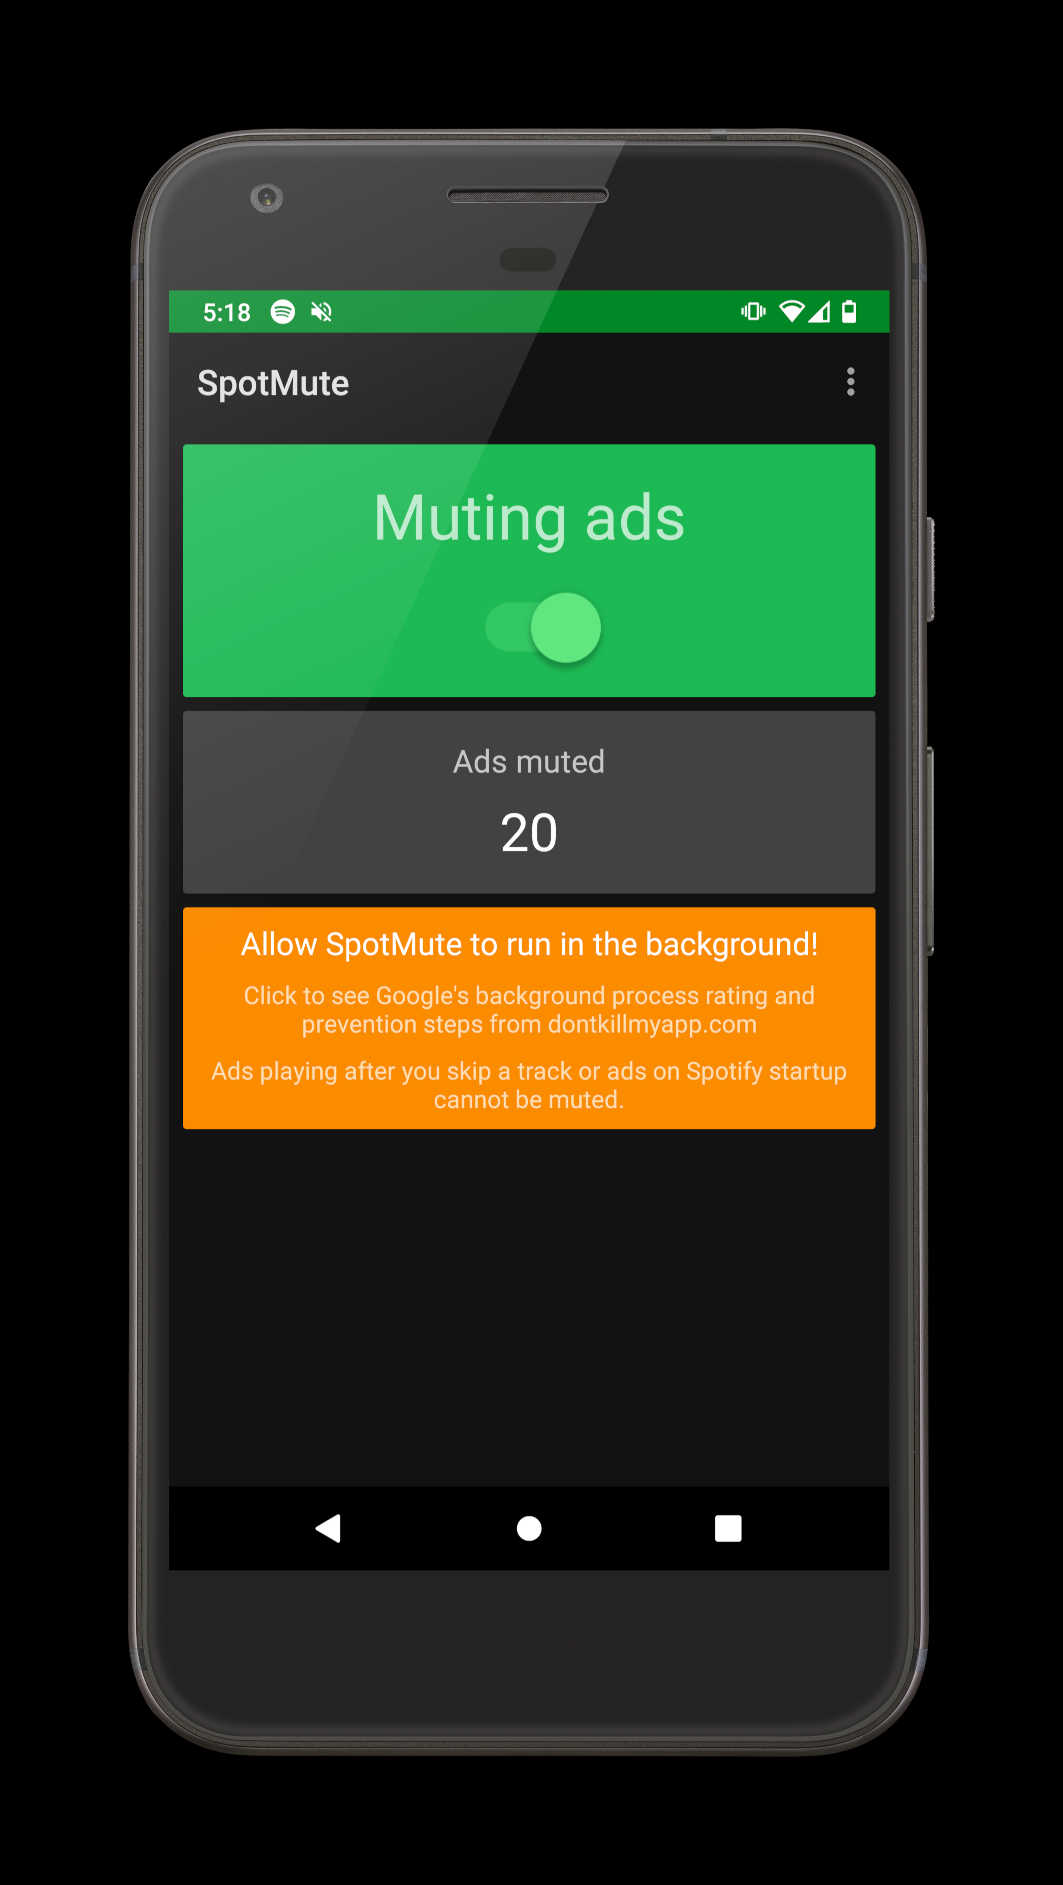 5:18
SpotMute
Muting ads
Ads muted
20
Allow SpotMute to run in the background!
Click to see Google's background process rating and
prevention steps from dontkillmyapp.com
Ads playing after you skip a track or ads on Spotify startup
cannot be muted.